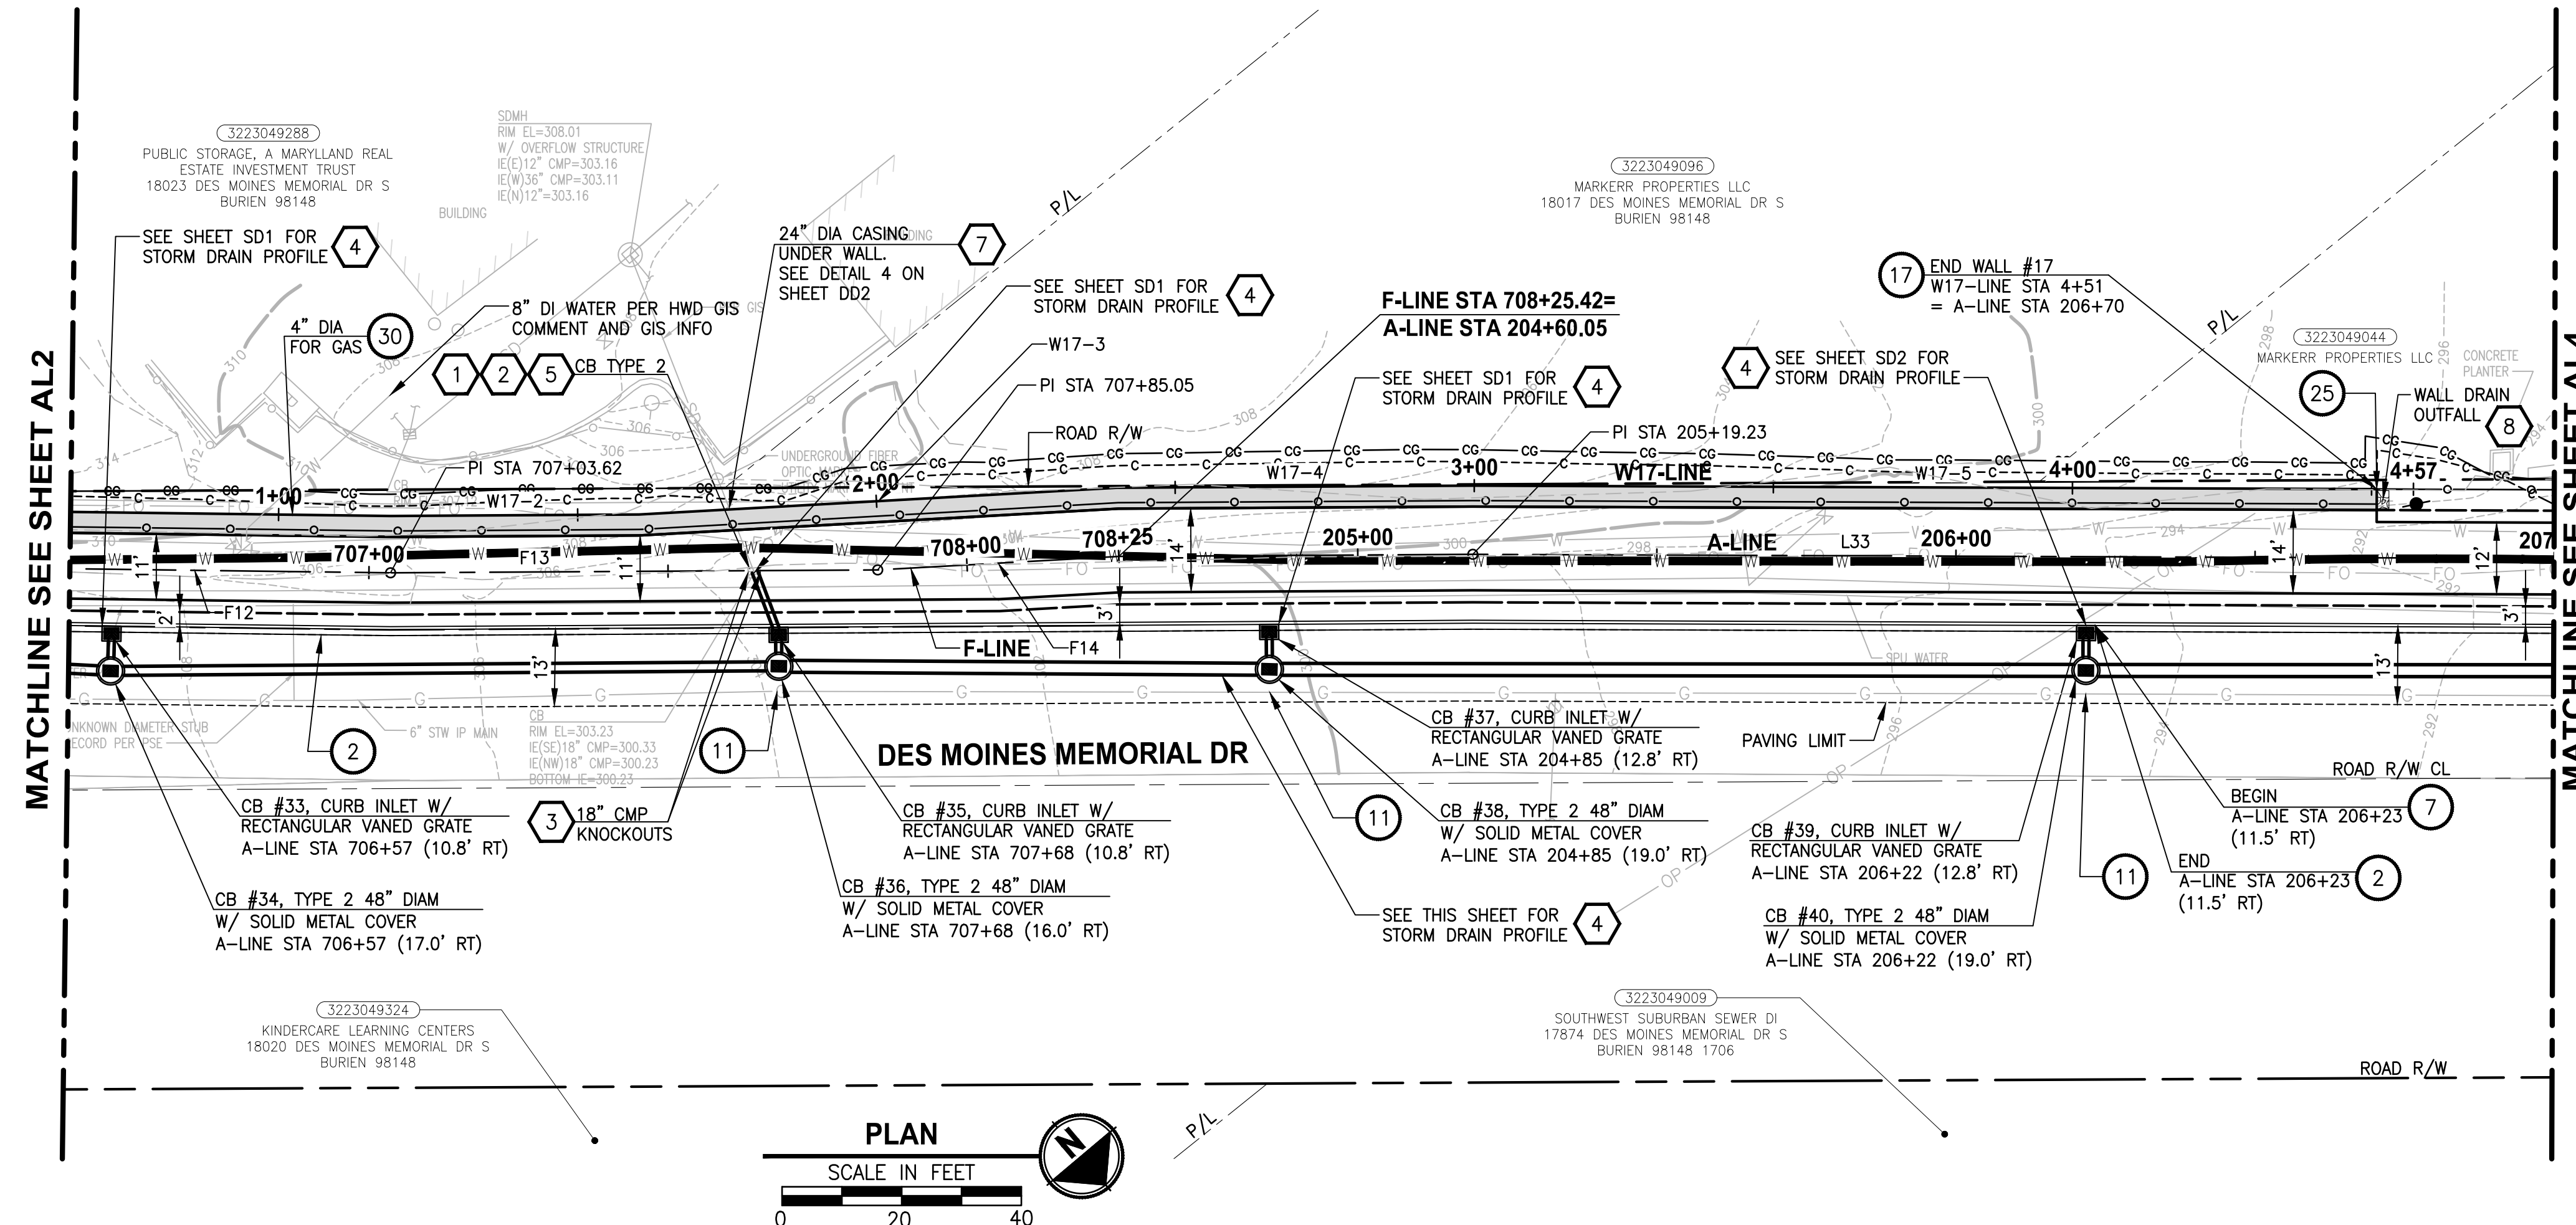 MATCHLINE SEE SHEET AL2
3223049288
PUBLIC STORAGE, A MARYLLAND REAL
ESTATE INVESTMENT TRUST
18023 DES MOINES MEMORIAL DR S
BURIEN 98148
SDMH
RIM EL=308.01
W/ OVERFLOW STRUCTURE
IE(E)12" CMP=303.16
IE(W)36" CMP=303.11
IE(N)12"=303.16
BUILDING
P/L
3223049096
MARKERR PROPERTIES LLC
18017 DES MOINES MEMORIAL DR S
BURIEN 98148
SEE SHEET SD1 FOR
STORM DRAIN PROFILE
4
24" DIA CASING
UNDER WALL.
SEE DETAIL 4 ON
SHEET DD2
7
8" DI WATER PER HWD GIS
COMMENT AND GIS INFO
4" DIA
FOR GAS
30
1
2
5
CB TYPE 2
SEE SHEET SD1 FOR
STORM DRAIN PROFILE
4
W17-3
PI STA 707+85.05
F-LINE STA 708+25.42=
A-LINE STA 204+60.05
SEE SHEET SD1 FOR
STORM DRAIN PROFILE
4
17
END WALL #17
W17-LINE STA 4+51
= A-LINE STA 206+70
4
SEE SHEET SD2 FOR
STORM DRAIN PROFILE
P/L
3223049044
MARKERR PROPERTIES LLC
CONCRETE
PLANTER
25
WALL DRAIN
OUTFALL
8
ROAD R/W
PI STA 205+19.23
PI STA 707+03.62
UNDERGROUND FIBER
1+00
W17-2
2+00
W17-4
3+00
W17-LINE
W17-5
4+00
4+57
707+00
F13
708+00
708+25
205+00
A-LINE
L33
206+00
207
11'
11'
14'
14'
12'
2'
3'
3'
13'
13'
F12
F-LINE
F14
SPU WATER
UNKNOWN DIAMETER STUB
RECORD PER PSE
6" STW IP MAIN
CB
RIM EL=303.23
IE(SE)18" CMP=300.33
IE(NW)18" CMP=300.23
BOTTOM IE=300.23
2
11
DES MOINES MEMORIAL DR
PAVING LIMIT
ROAD R/W CL
CB #33, CURB INLET W/
RECTANGULAR VANED GRATE
A-LINE STA 706+57 (10.8' RT)
3
18" CMP
KNOCKOUTS
CB #35, CURB INLET W/
RECTANGULAR VANED GRATE
A-LINE STA 707+68 (10.8' RT)
CB #37, CURB INLET W/
RECTANGULAR VANED GRATE
A-LINE STA 204+85 (12.8' RT)
11
CB #38, TYPE 2 48" DIAM
W/ SOLID METAL COVER
A-LINE STA 204+85 (19.0' RT)
CB #39, CURB INLET W/
RECTANGULAR VANED GRATE
A-LINE STA 206+22 (12.8' RT)
11
BEGIN
A-LINE STA 206+23
(11.5' RT)
7
END
A-LINE STA 206+23
(11.5' RT)
2
CB #34, TYPE 2 48" DIAM
W/ SOLID METAL COVER
A-LINE STA 706+57 (17.0' RT)
CB #36, TYPE 2 48" DIAM
W/ SOLID METAL COVER
A-LINE STA 707+68 (16.0' RT)
SEE THIS SHEET FOR
STORM DRAIN PROFILE
4
CB #40, TYPE 2 48" DIAM
W/ SOLID METAL COVER
A-LINE STA 206+22 (19.0' RT)
3223049324
KINDERCARE LEARNING CENTERS
18020 DES MOINES MEMORIAL DR S
BURIEN 98148
3223049009
SOUTHWEST SUBURBAN SEWER DI
17874 DES MOINES MEMORIAL DR S
BURIEN 98148 1706
ROAD R/W
P/L
PLAN
SCALE IN FEET
0 20 40
N